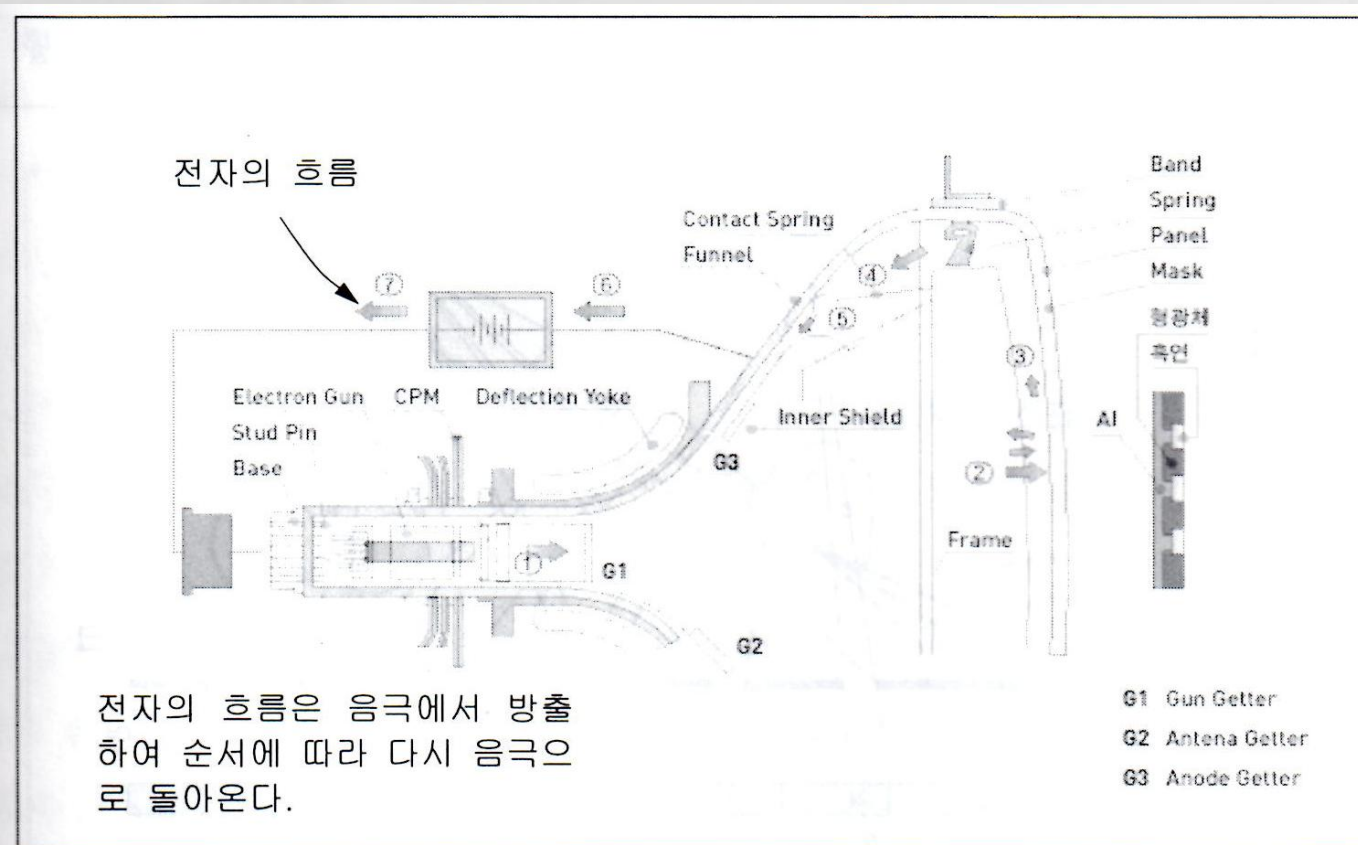 전자의 흐름
Band
Spring
Panel
Mask
형광체
흑연
Contact Spring
Funnel
④
⑤
⑦
⑥
③
Electron Gun
CPM
Deflection Yoke
Stud Pin
Base
Inner Shield
Al
G3
②
Frame
①
G1
G2
전자의 흐름은 음극에서 방출
하여 순서에 따라 다시 음극으
로 돌아온다.
G1 Gun Getter
G2 Antena Getter
G3 Anode Getter